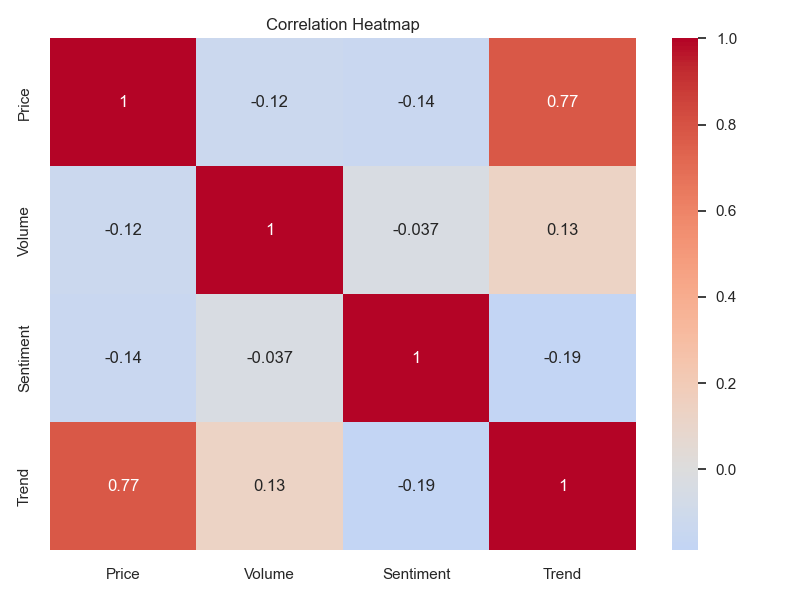 Correlation Heatmap
Price 1 -0.12 -0.14 0.77
Volume -0.12 1 -0.037 0.13
Sentiment -0.14 -0.037 1 -0.19
Trend 0.77 0.13 -0.19 1
Price Volume Sentiment Trend
1.0
0.8
0.6
0.4
0.2
0.0